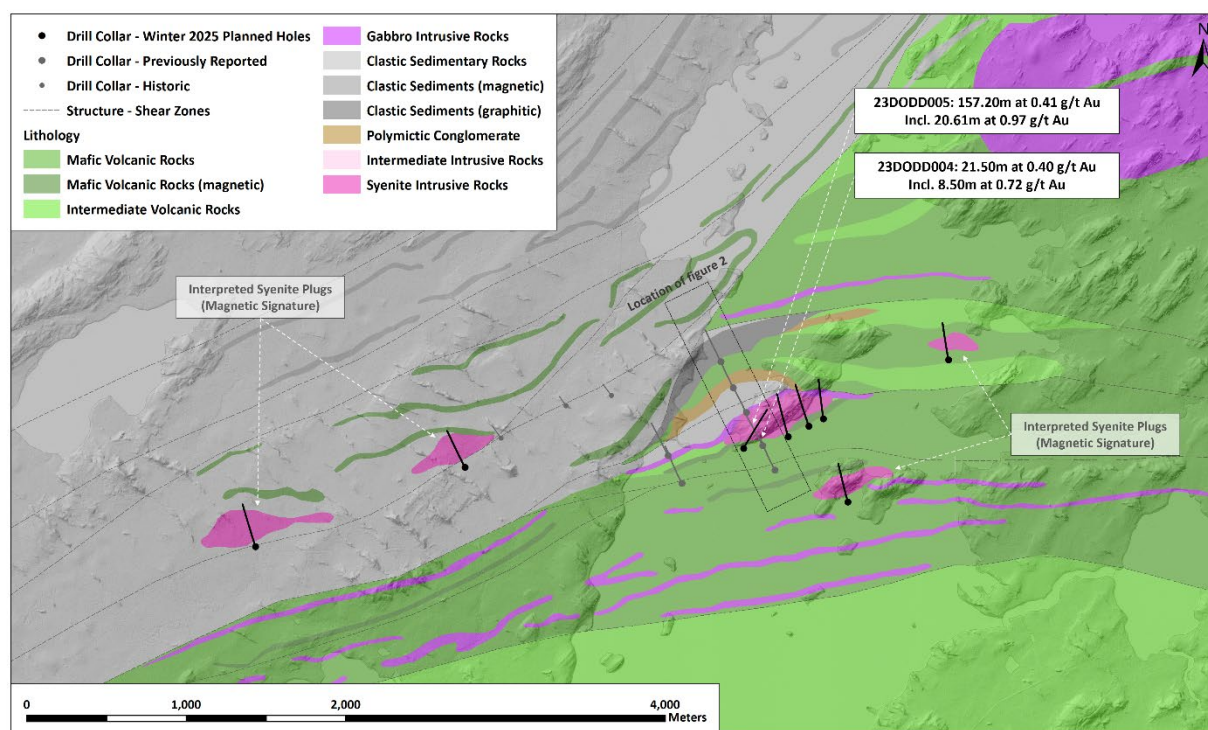 Drill Collar - Winter 2025 Planned Holes
Drill Collar - Previously Reported
Drill Collar - Historic
Structure - Shear Zones
Lithology
Mafic Volcanic Rocks
Mafic Volcanic Rocks (magnetic)
Intermediate Volcanic Rocks
Gabbro Intrusive Rocks
Clastic Sedimentary Rocks
Clastic Sediments (magnetic)
Clastic Sediments (graphitic)
Polymictic Conglomerate
Intermediate Intrusive Rocks
Syenite Intrusive Rocks
N
23DODD005: 157.20m at 0.41 g/t Au
Incl. 20.61m at 0.97 g/t Au
23DODD004: 21.50m at 0.40 g/t Au
Incl. 8.50m at 0.72 g/t Au
Interpreted Syenite Plugs
(Magnetic Signature)
Location of figure 2
Interpreted Syenite Plugs
(Magnetic Signature)
0 1,000 2,000 4,000
Meters